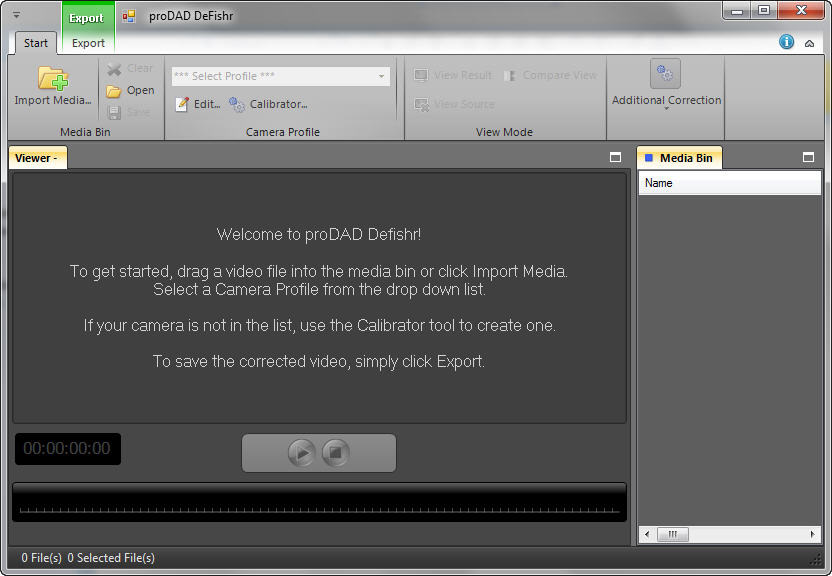 Export
proDAD DeFishr
Start
Export
Import Media...
Clear
Open
Save
Media Bin
*** Select Profile ***
Edit...
Calibrator...
Camera Profile
View Result
Compare View
View Source
View Mode
Additional Correction
Viewer -
Media Bin
Name
Welcome to proDAD Defishr!
To get started, drag a video file into the media bin or click Import Media.
Select a Camera Profile from the drop down list.
If your camera is not in the list, use the Calibrator tool to create one.
To save the corrected video, simply click Export.
00:00:00:00
0 File(s) 0 Selected File(s)